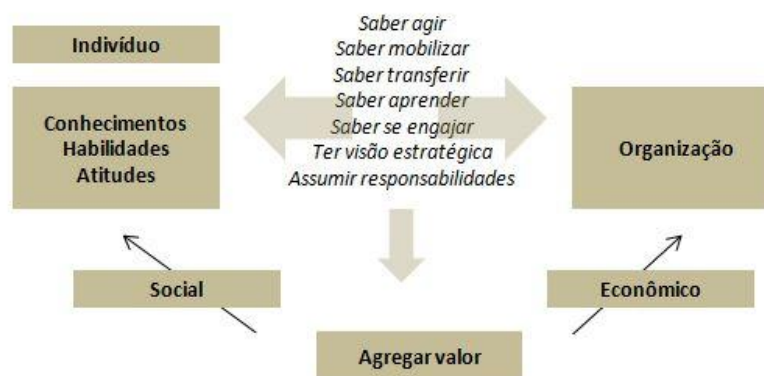 Indivíduo
Conhecimentos
Habilidades
Atitudes
Saber agir
Saber mobilizar
Saber transferir
Saber aprender
Saber se engajar
Ter visão estratégica
Assumir responsabilidades
Organização
Social
Econômico
Agregar valor